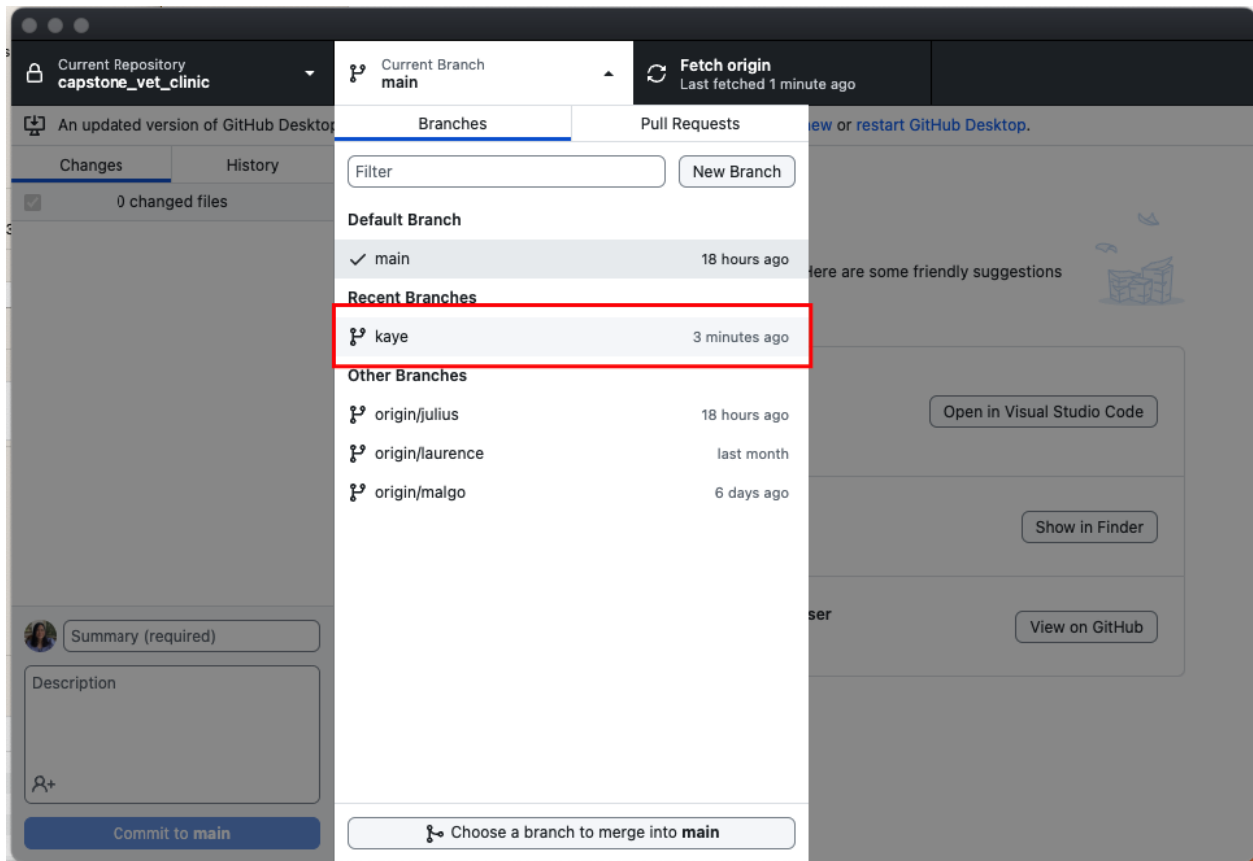 Current Repository
capstone_vet_clinic
Current Branch
main
Fetch origin
Last fetched 1 minute ago
An updated version of GitHub Desktop
or restart GitHub Desktop.
Branches
Pull Requests
Changes
History
Filter
New Branch
0 changed files
Default Branch
main
18 hours ago
Here are some friendly suggestions
Recent Branches
kaye
3 minutes ago
Other Branches
origin/julius
18 hours ago
Open in Visual Studio Code
origin/laurence
last month
origin/malgo
6 days ago
Show in Finder
Summary (required)
View on GitHub
Description
Commit to main
Choose a branch to merge into main